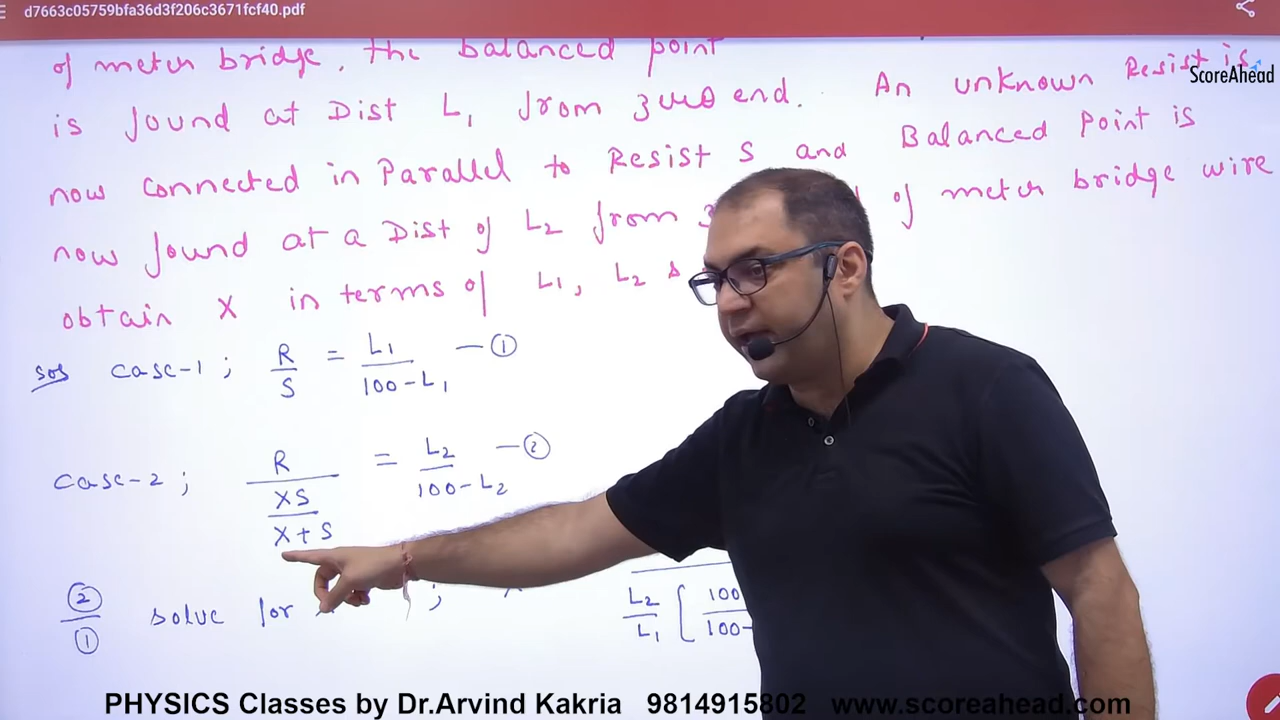 d7663c05759bfa36d3f206c3671fcf40.pdf
ScoreAhead
of meter bridge, the balanced point
is found at Dist L₁ from zero end. An unknown Resist is
now connected in Parallel to Resist S and Balanced Point is
now found at a Dist of L₂ from of meter bridge wire
obtain X in terms of L₁, L₂ &
sol case-1 ; R/S = L₁/(100-L₁) — ①
case-2 ; R/(XS/(X+S)) = L₂/(100-L₂) — ②
②/① solve for ; L₂/L₁ [ 100 / 100-
PHYSICS Classes by Dr.Arvind Kakria 9814915802 www.scoreahead.com